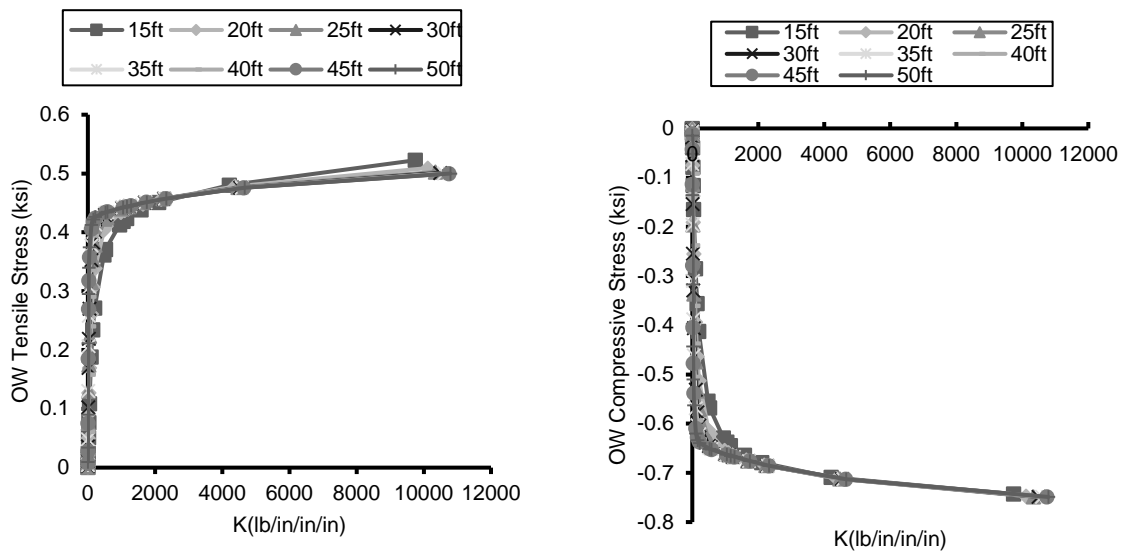 15ft 20ft 25ft 30ft
35ft 40ft 45ft 50ft
0.6
0.5
0.4
0.3
0.2
0.1
0
0 2000 4000 6000 8000 10000 12000
OW Tensile Stress (ksi)
K(lb/in/in/in)
15ft 20ft 25ft
30ft 35ft 40ft
45ft 50ft
0
-0.1
-0.2
-0.3
-0.4
-0.5
-0.6
-0.7
-0.8
0 2000 4000 6000 8000 10000 12000
OW Compressive Stress (ksi)
K(lb/in/in/in)